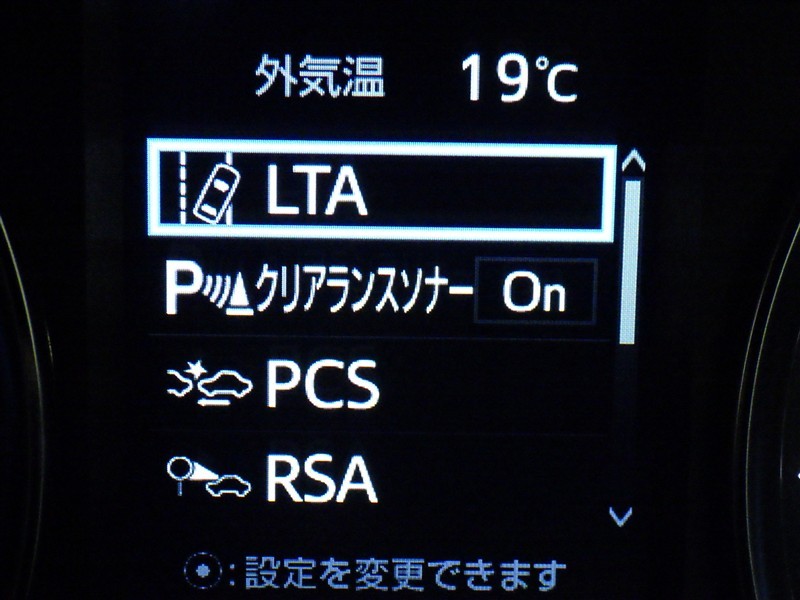 外気温 19℃
LTA
Pクリアランスソナー On
PCS
RSA
:設定を変更できます